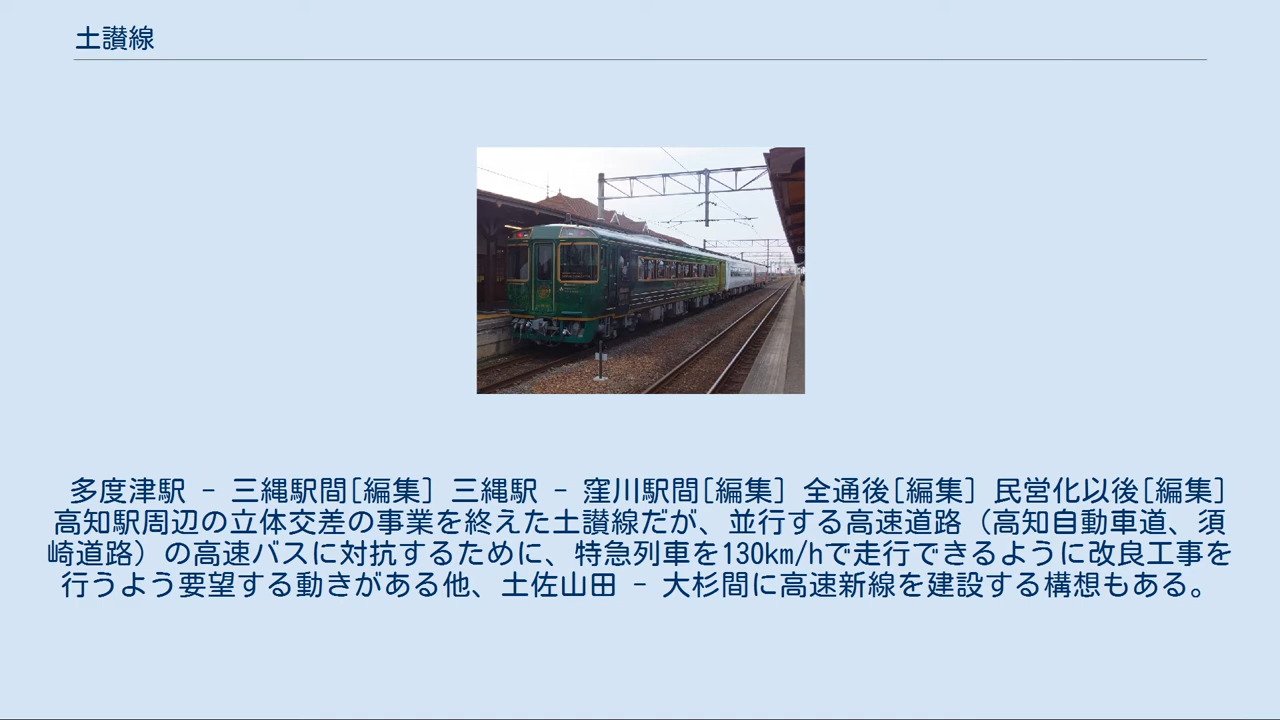 土讃線
多度津駅 - 三縄駅間[編集] 三縄駅 - 窪川駅間[編集] 全通後[編集] 民営化以後[編集]
高知駅周辺の立体交差の事業を終えた土讃線だが、並行する高速道路（高知自動車道、須
崎道路）の高速バスに対抗するために、特急列車を130km/hで走行できるように改良工事を
行うよう要望する動きがある他、土佐山田 - 大杉間に高速新線を建設する構想もある。